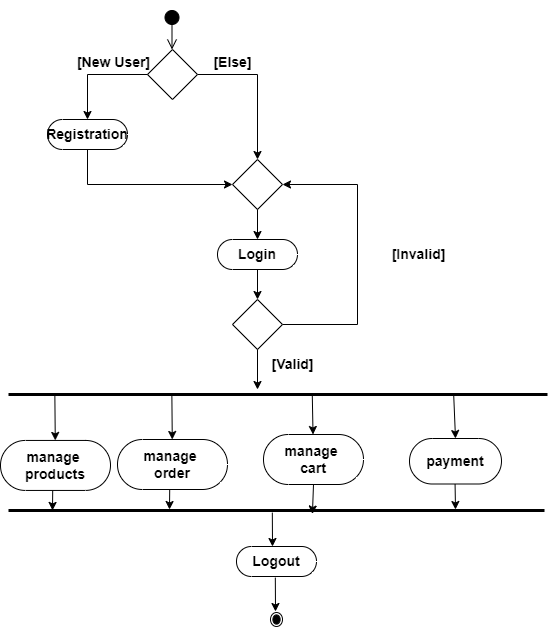 [New User]
[Else]
Registration
Login
[Invalid]
[Valid]
manage
products
manage
order
manage
cart
payment
Logout